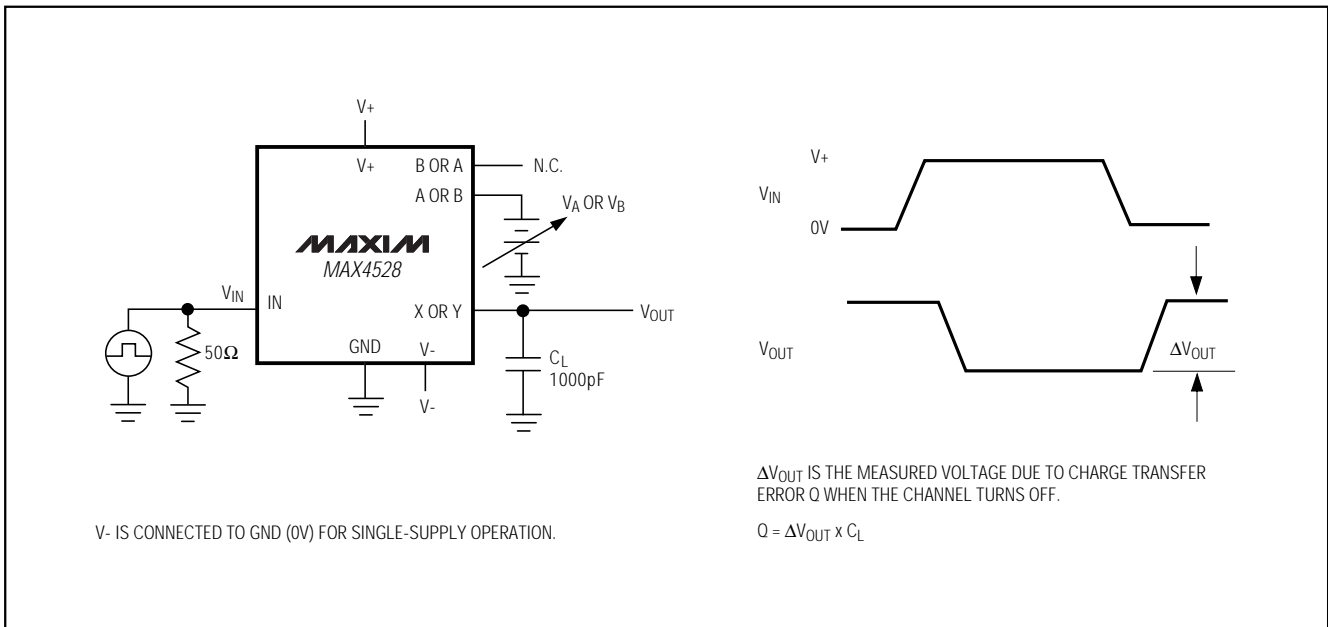 V+
V+
B OR A
N.C.
A OR B
VA OR VB
MAXIM
MAX4528
VIN
IN
X OR Y
VOUT
50Ω
GND
V-
CL
1000pF
V-
V- IS CONNECTED TO GND (0V) FOR SINGLE-SUPPLY OPERATION.
V+
VIN
0V
VOUT
ΔVOUT
ΔVOUT IS THE MEASURED VOLTAGE DUE TO CHARGE TRANSFER
ERROR Q WHEN THE CHANNEL TURNS OFF.
Q = ΔVOUT x CL